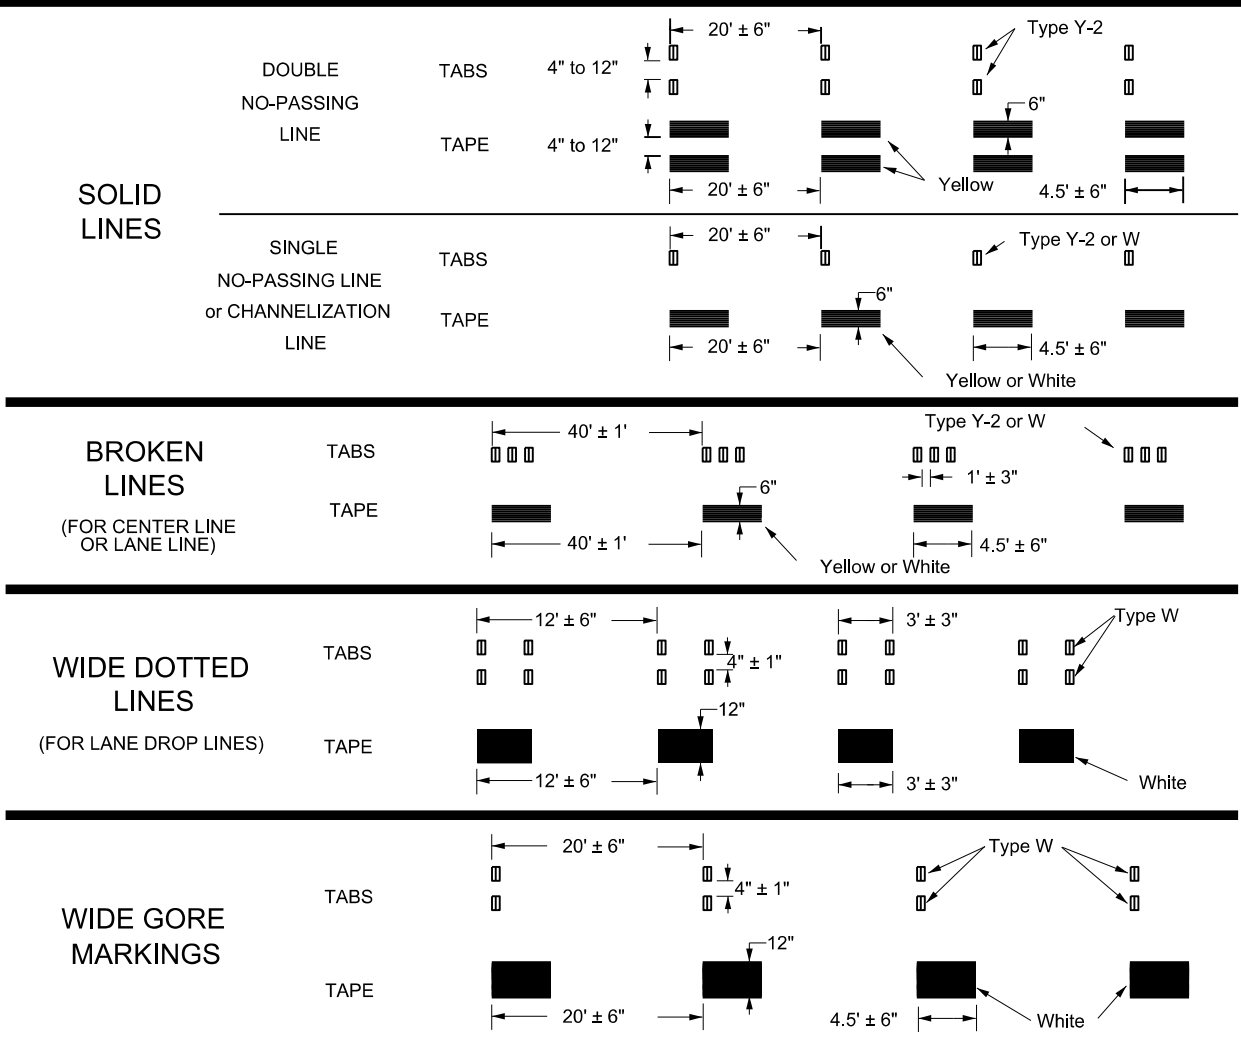 SOLID
LINES
DOUBLE
NO-PASSING
LINE
TABS
20' ± 6"
Type Y-2
4" to 12"
TAPE
4" to 12"
6"
Yellow
20' ± 6"
4.5' ± 6"
SINGLE
NO-PASSING LINE
or CHANNELIZATION
LINE
TABS
20' ± 6"
Type Y-2 or W
TAPE
6"
20' ± 6"
4.5' ± 6"
Yellow or White
BROKEN
LINES
(FOR CENTER LINE
OR LANE LINE)
TABS
40' ± 1'
Type Y-2 or W
1' ± 3"
TAPE
6"
40' ± 1'
4.5' ± 6"
Yellow or White
WIDE DOTTED
LINES
(FOR LANE DROP LINES)
TABS
12' ± 6"
3' ± 3"
Type W
4" ± 1"
TAPE
12"
12' ± 6"
3' ± 3"
White
WIDE GORE
MARKINGS
TABS
20' ± 6"
Type W
4" ± 1"
TAPE
12"
20' ± 6"
4.5' ± 6"
White